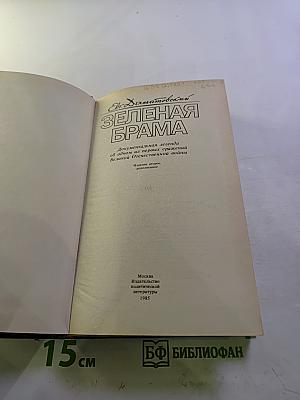 Евг. Долматовский
ЗЕЛЕНАЯ
БРАМА
Документальная легенда
об одном из первых сражений
Великой Отечественной войны
Издание второе,
дополненное
Москва
Издательство
политической
литературы
1985
15 см
БФ БИБЛИОФАН